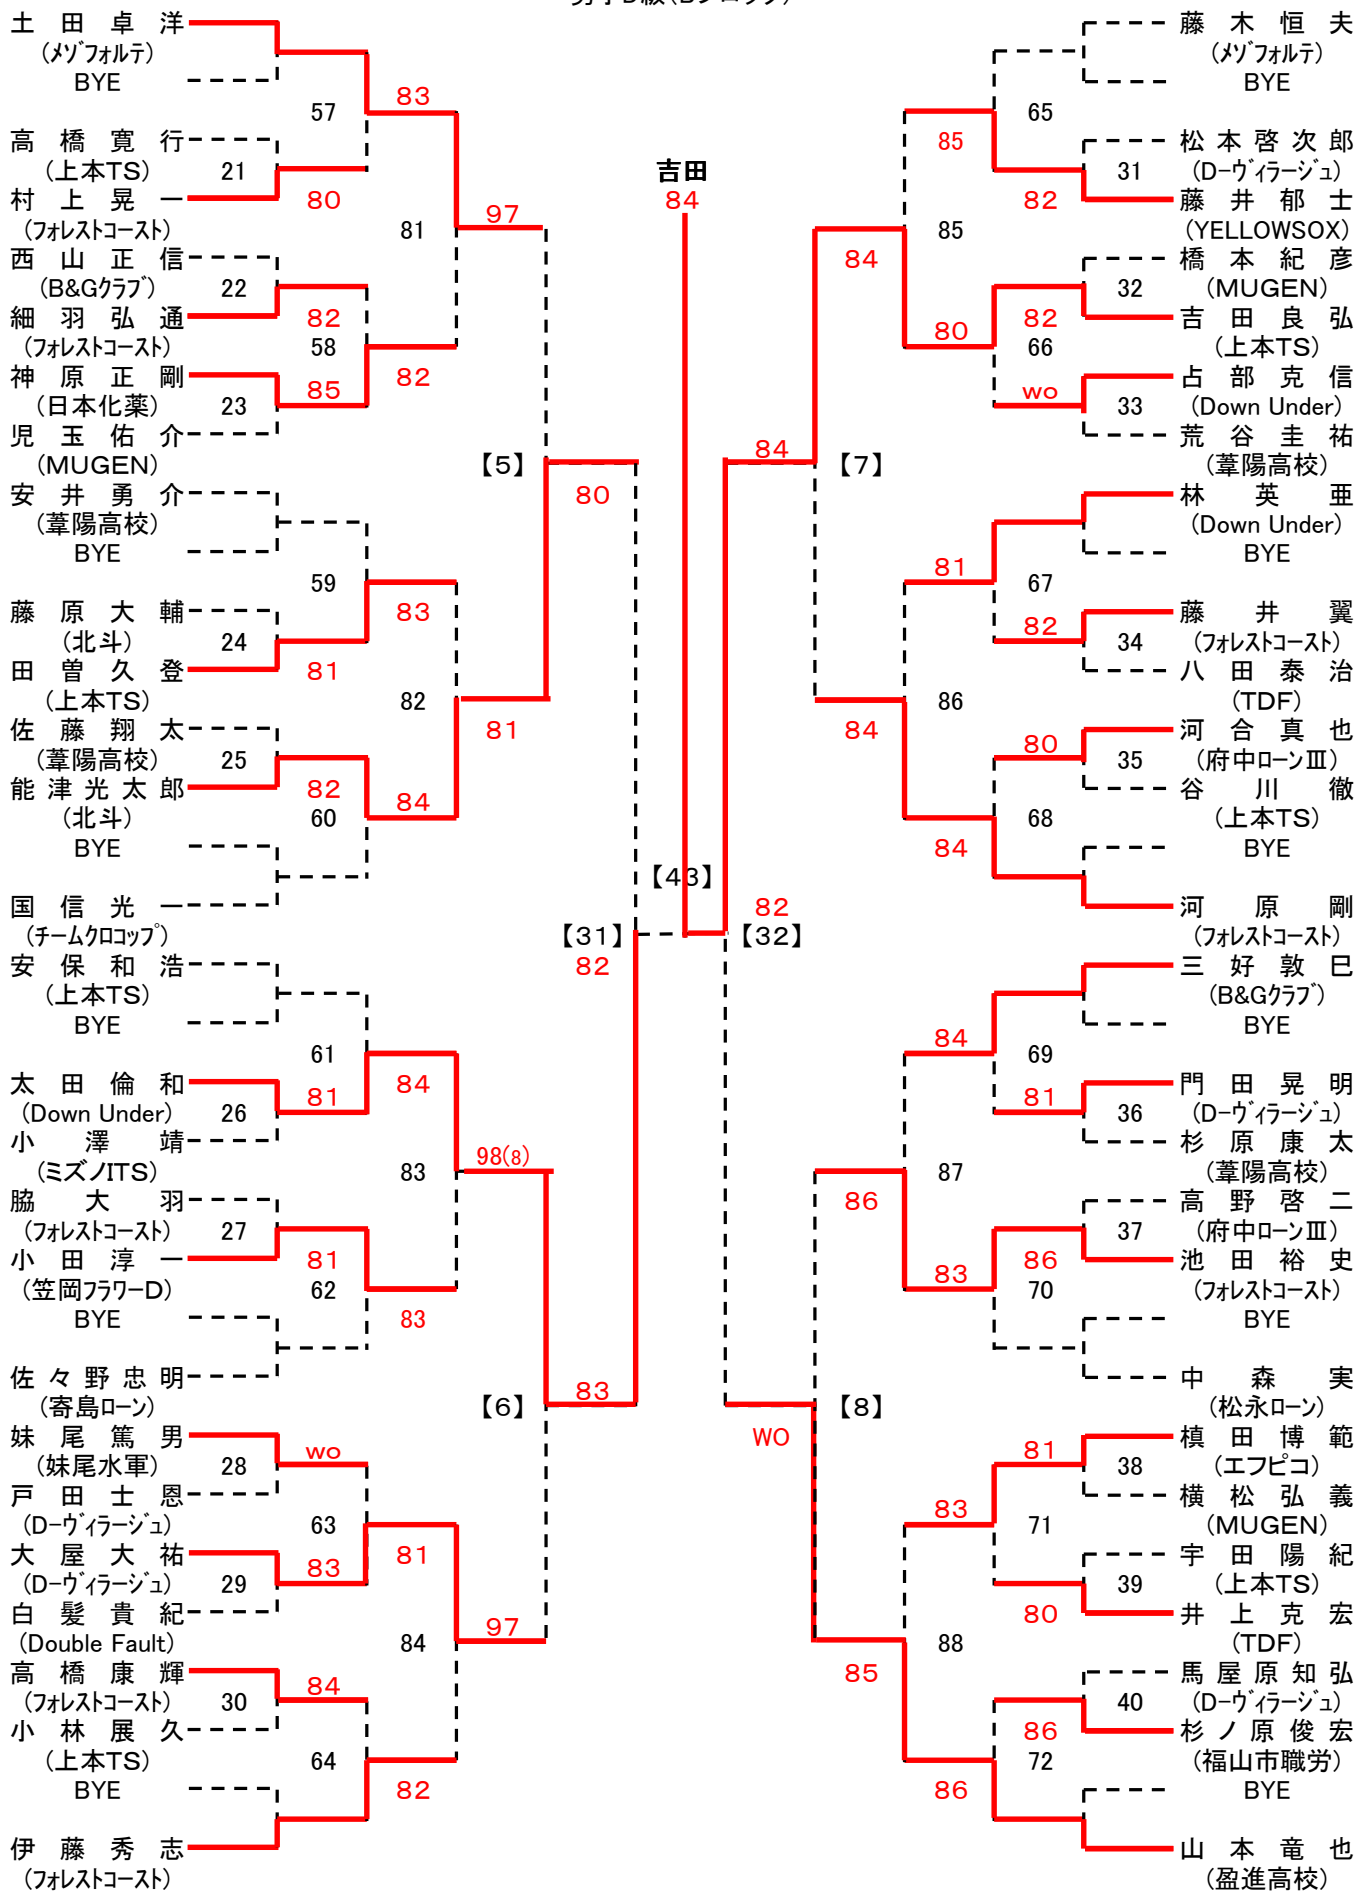 土田卓洋
(メゾフォルテ)
BYE
57
83
高橋寛行
(上本TS)
21
村上晃一
80
(フォレストコースト)
81
97
西山正信
(B&Gクラブ)
22
細羽弘通
82
(フォレストコースト)
58
82
神原正剛
85
(日本化薬)
23
児玉佑介
(MUGEN)
【5】
80
安井勇介
(葦陽高校)
BYE
59
83
藤原大輔
(北斗)
24
田曽久登
81
(上本TS)
82
81
佐藤翔太
(葦陽高校)
25
能津光太郎
82
84
(北斗)
60
BYE
国信光一
(チームクロコップ)
【31】
82
安保和浩
(上本TS)
BYE
61
84
太田倫和
81
(Down Under)
26
小澤靖
(ミズノITS)
83
98(8)
脇大羽
(フォレストコースト)
27
小田淳一
81
(笠岡フラワーD)
62
83
BYE
佐々野忠明
(寄島ローン)
【6】
83
妹尾篤男
wo
(妹尾水軍)
28
戸田士恩
(D-ヴィラージュ)
63
81
大屋大祐
83
(D-ヴィラージュ)
29
白髪貴紀
(Double Fault)
84
97
高橋康輝
84
(フォレストコースト)
30
小林展久
(上本TS)
64
82
BYE
伊藤秀志
(フォレストコースト)
吉田
84
【43】
藤木恒夫
(メゾフォルテ)
BYE
65
85
松本啓次郎
(D-ヴィラージュ)
31
藤井郁士
82
(YELLOWSOX)
85
84
橋本紀彦
(MUGEN)
32
吉田良弘
82
80
(上本TS)
66
占部克信
wo
(Down Under)
33
荒谷圭祐
(葦陽高校)
【7】
84
林英亜
(Down Under)
BYE
67
81
藤井翼
82
(フォレストコースト)
34
八田泰治
(TDF)
86
84
河合真也
80
(府中ローンⅢ)
35
谷川徹
(上本TS)
68
84
BYE
河原剛
(フォレストコースト)
82
【32】
三好敦巳
(B&Gクラブ)
BYE
69
84
門田晃明
81
(D-ヴィラージュ)
36
杉原康太
(葦陽高校)
87
86
高野啓二
(府中ローンⅢ)
37
池田裕史
86
83
(フォレストコースト)
70
BYE
中森実
(松永ローン)
【8】
WO
槙田博範
81
(エフピコ)
38
横松弘義
(MUGEN)
71
83
宇田陽紀
(上本TS)
39
井上克宏
80
(TDF)
88
85
馬屋原知弘
(D-ヴィラージュ)
40
杉ノ原俊宏
86
(福山市職労)
72
86
BYE
山本竜也
(盈進高校)